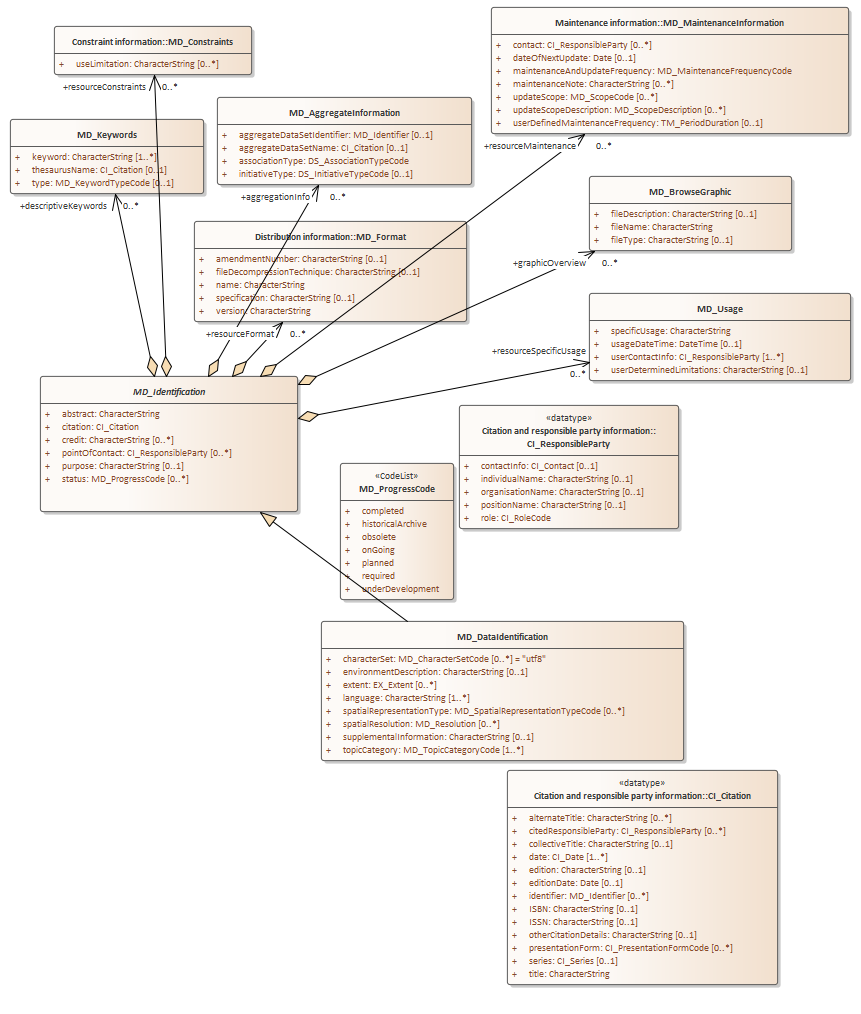 Maintenance information::MD_MaintenanceInformation
+ contact: CI_ResponsibleParty [0..*]
+ dateOfNextUpdate: Date [0..1]
+ maintenanceAndUpdateFrequency: MD_MaintenanceFrequencyCode
+ maintenanceNote: CharacterString [0..*]
+ updateScope: MD_ScopeCode [0..*]
+ updateScopeDescription: MD_ScopeDescription [0..*]
+ userDefinedMaintenanceFrequency: TM_PeriodDuration [0..1]
Constraint information::MD_Constraints
+ useLimitation: CharacterString [0..*]
+resourceConstraints 0..*
MD_AggregateInformation
+ aggregateDataSetIdentifier: MD_Identifier [0..1]
+ aggregateDataSetName: CI_Citation [0..1]
+ associationType: DS_AssociationTypeCode
+ initiativeType: DS_InitiativeTypeCode [0..1]
MD_Keywords
+ keyword: CharacterString [1..*]
+ thesaurusName: CI_Citation [0..1]
+ type: MD_KeywordTypeCode [0..1]
+resourceMaintenance 0..*
+descriptiveKeywords 0..*
+aggregationInfo 0..*
MD_BrowseGraphic
+ fileDescription: CharacterString [0..1]
+ fileName: CharacterString
+ fileType: CharacterString [0..1]
Distribution information::MD_Format
+ amendmentNumber: CharacterString [0..1]
+ fileDecompressionTechnique: CharacterString [0..1]
+ name: CharacterString
+ specification: CharacterString [0..1]
+ version: CharacterString
+graphicOverview 0..*
+resourceFormat 0..*
MD_Usage
+ specificUsage: CharacterString
+ usageDateTime: DateTime [0..1]
+ userContactInfo: CI_ResponsibleParty [1..*]
+ userDeterminedLimitations: CharacterString [0..1]
+resourceSpecificUsage
0..*
MD_Identification
+ abstract: CharacterString
+ citation: CI_Citation
+ credit: CharacterString [0..*]
+ pointOfContact: CI_ResponsibleParty [0..*]
+ purpose: CharacterString [0..1]
+ status: MD_ProgressCode [0..*]
«datatype»
Citation and responsible party information::
CI_ResponsibleParty
+ contactInfo: CI_Contact [0..1]
+ individualName: CharacterString [0..1]
+ organisationName: CharacterString [0..1]
+ positionName: CharacterString [0..1]
+ role: CI_RoleCode
«CodeList»
MD_ProgressCode
+ completed
+ historicalArchive
+ obsolete
+ onGoing
+ planned
+ required
+ underDevelopment
MD_DataIdentification
+ characterSet: MD_CharacterSetCode [0..*] = "utf8"
+ environmentDescription: CharacterString [0..1]
+ extent: EX_Extent [0..*]
+ language: CharacterString [1..*]
+ spatialRepresentationType: MD_SpatialRepresentationTypeCode [0..*]
+ spatialResolution: MD_Resolution [0..*]
+ supplementalInformation: CharacterString [0..1]
+ topicCategory: MD_TopicCategoryCode [1..*]
«datatype»
Citation and responsible party information::CI_Citation
+ alternateTitle: CharacterString [0..*]
+ citedResponsibleParty: CI_ResponsibleParty [0..*]
+ collectiveTitle: CharacterString [0..1]
+ date: CI_Date [1..*]
+ edition: CharacterString [0..1]
+ editionDate: Date [0..1]
+ identifier: MD_Identifier [0..*]
+ ISBN: CharacterString [0..1]
+ ISSN: CharacterString [0..1]
+ otherCitationDetails: CharacterString [0..1]
+ presentationForm: CI_PresentationFormCode [0..*]
+ series: CI_Series [0..1]
+ title: CharacterString